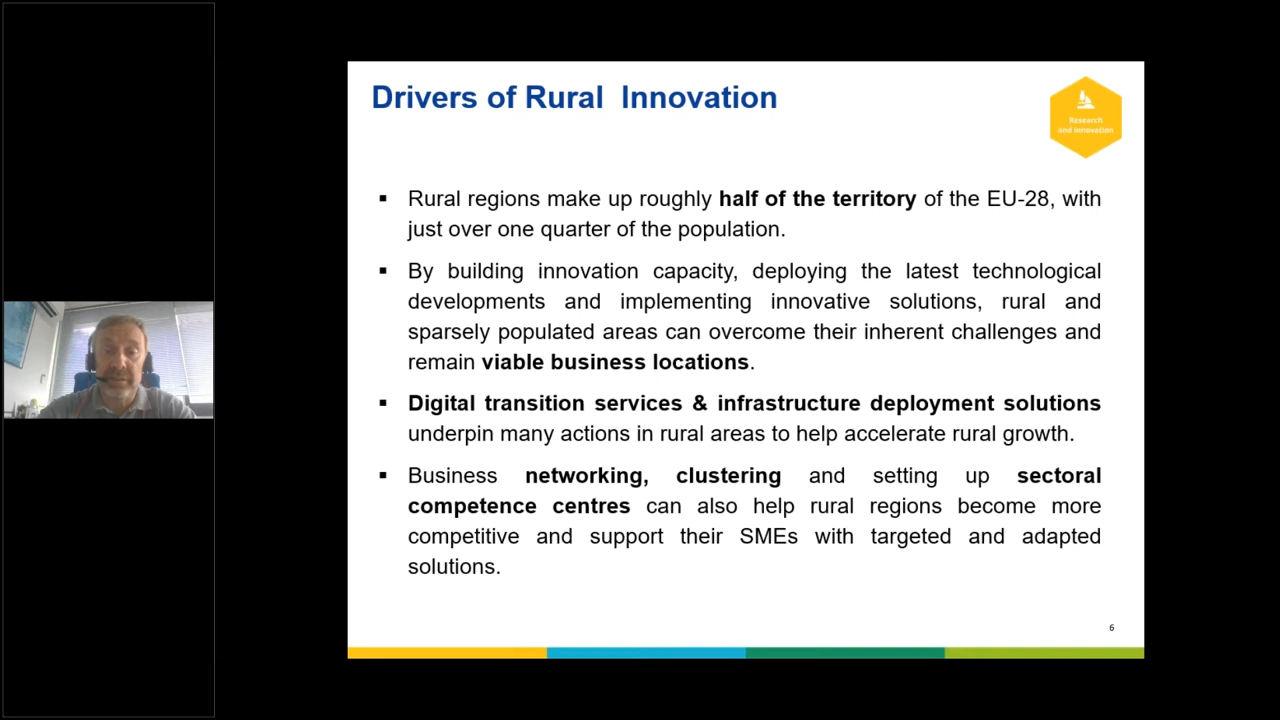 Drivers of Rural Innovation
Research
and innovation
▪ Rural regions make up roughly half of the territory of the EU-28, with
just over one quarter of the population.
▪ By building innovation capacity, deploying the latest technological
developments and implementing innovative solutions, rural and
sparsely populated areas can overcome their inherent challenges and
remain viable business locations.
▪ Digital transition services & infrastructure deployment solutions
underpin many actions in rural areas to help accelerate rural growth.
▪ Business networking, clustering and setting up sectoral
competence centres can also help rural regions become more
competitive and support their SMEs with targeted and adapted
solutions.
6